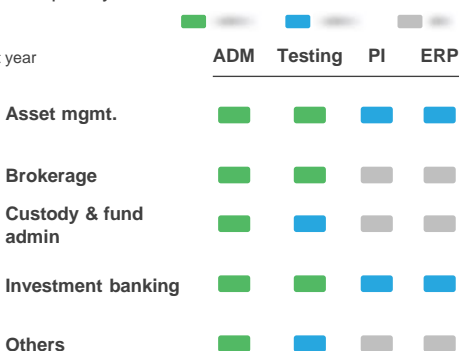 year
ADM Testing PI ERP
Asset mgmt.
Brokerage
Custody & fund
admin
Investment banking
Others